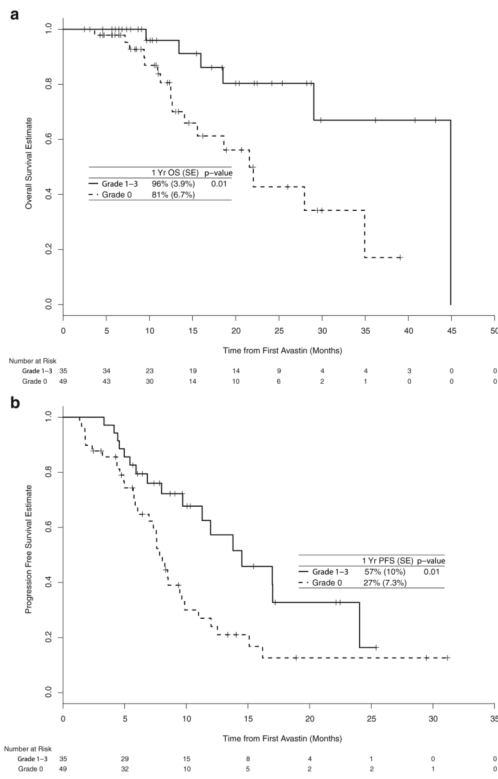 a
Overall Survival Estimate
1.0
0.8
0.6
0.4
0.2
0.0
1 Yr OS (SE) p–value
Grade 1–3 96% (3.9%) 0.01
Grade 0 81% (6.7%)
0 5 10 15 20 25 30 35 40 45 50
Time from First Avastin (Months)
Number at Risk
Grade 1–3 35 34 23 19 14 9 4 4 3 0 0
Grade 0 49 43 30 14 10 6 2 1 0 0 0
b
Progression Free Survival Estimate
1.0
0.8
0.6
0.4
0.2
0.0
1 Yr PFS (SE) p–value
Grade 1–3 57% (10%) 0.01
Grade 0 27% (7.3%)
0 5 10 15 20 25 30 35
Time from First Avastin (Months)
Number at Risk
Grade 1–3 35 29 15 8 4 1 0 0
Grade 0 49 32 10 5 2 2 1 0